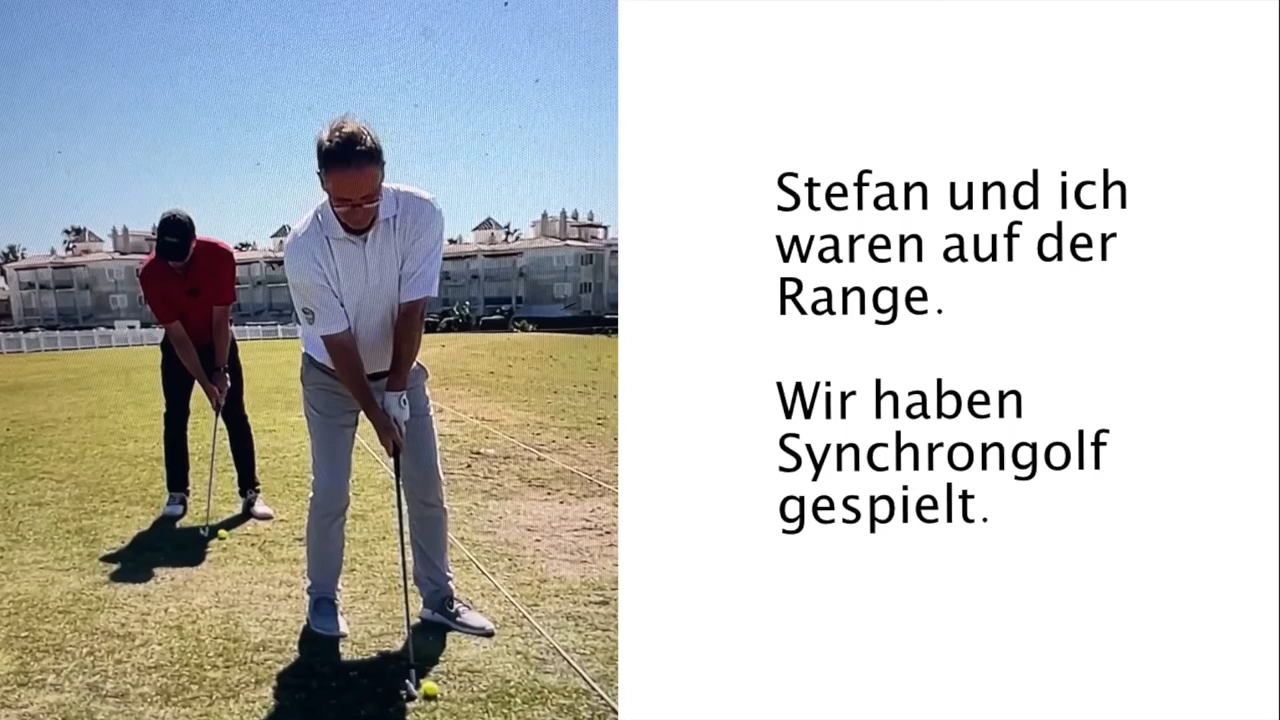 Stefan und ich
waren auf der
Range.
Wir haben
Synchrongolf
gespielt.